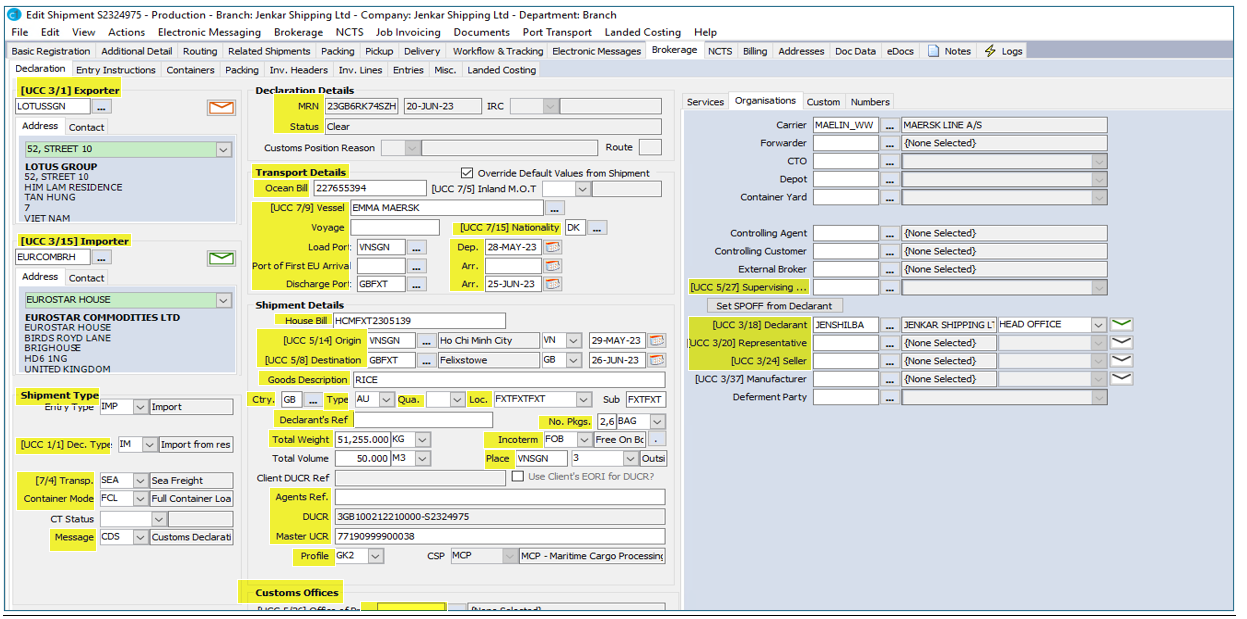 Edit Shipment S2324975 - Production - Branch: Jenkar Shipping Ltd - Company: Jenkar Shipping Ltd - Department: Branch
File Edit View Actions Electronic Messaging Brokerage NCTS Job Invoicing Documents Port Transport Landed Costing Help
Basic Registration Additional Detail Routing Related Shipments Packing Pickup Delivery Workflow & Tracking Electronic Messages Brokerage NCTS Billing Addresses Doc Data eDocs Notes Logs
Declaration Entry Instructions Containers Packing Inv. Headers Inv. Lines Entries Misc. Landed Costing
[UCC 3/1] Exporter
LOTUSSGN ...
Address Contact
52, STREET 10
LOTUS GROUP
52, STREET 10
HIM LAM RESIDENCE
TAN HUNG
7
VIET NAM
[UCC 3/15] Importer
EURCOMBRH ...
Address Contact
EUROSTAR HOUSE
EUROSTAR COMMODITIES LTD
EUROSTAR HOUSE
BIRDS ROYD LANE
BRIGHOUSE
HD6 1NG
UNITED KINGDOM
Shipment Type
Entry Type IMP Import
[UCC 1/1] Dec. Type IM Import from res
[7/4] Transp. SEA Sea Freight
Container Mode FCL Full Container Loa
CT Status
Message CDS Customs Declarati
Declaration Details
MRN 23GB6RK74SZH 20-JUN-23 IRC
Status Clear
Customs Position Reason Route
Transport Details Override Default Values from Shipment
Ocean Bill 227655394 [UCC 7/5] Inland M.O.T
[UCC 7/9] Vessel EMMA MAERSK ...
Voyage [UCC 7/15] Nationality DK ...
Load Port VNSGN ... Dep. 28-MAY-23
Port of First EU Arrival ... Arr.
Discharge Port GBFXT ... Arr. 25-JUN-23
Shipment Details
House Bill HCMFXT2305139
[UCC 5/14] Origin VNSGN ... Ho Chi Minh City VN 29-MAY-23
[UCC 5/8] Destination GBFXT ... Felixstowe GB 26-JUN-23
Goods Description RICE
Ctry. GB ... Type AU Qua. Loc. FXTFXTFXT Sub FXTFXT
Declarant's Ref No. Pkgs. 2,6 BAG
Total Weight 51,255.000 KG Incoterm FOB Free On Bo .
Total Volume 50.000 M3 Place VNSGN 3 Outsi
Client DUCR Ref Use Client's EORI for DUCR?
Agents Ref.
DUCR 3GB100212210000-S2324975
Master UCR 77190999900038
Profile GK2 CSP MCP MCP - Maritime Cargo Processing
Customs Offices
Services Organisations Custom Numbers
Carrier MAELIN_WW ... MAERSK LINE A/S
Forwarder ... {None Selected}
CTO ...
Depot ...
Container Yard ...
Controlling Agent ... {None Selected}
Controlling Customer ... {None Selected}
External Broker ... {None Selected}
[UCC 5/27] Supervising ... ...
Set SPOFF from Declarant
[UCC 3/18] Declarant JENSHILBA ... JENKAR SHIPPING LT HEAD OFFICE
[UCC 3/20] Representative ... {None Selected}
[UCC 3/24] Seller ... {None Selected}
[UCC 3/37] Manufacturer ... {None Selected}
Deferment Party ...